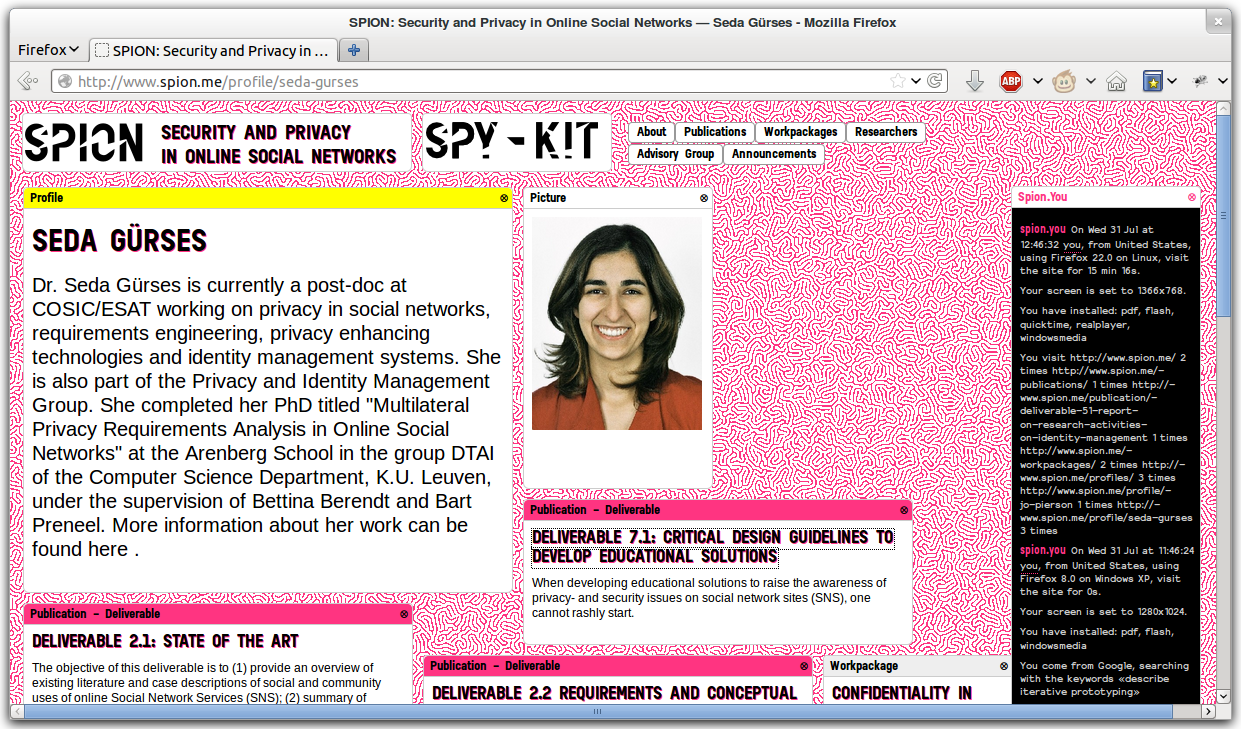 SPION: Security and Privacy in Online Social Networks — Seda Gürses - Mozilla Firefox
Firefox
SPION: Security and Privacy in ...
http://www.spion.me/profile/seda-gurses
ABP
SPION
SECURITY AND PRIVACY
IN ONLINE SOCIAL NETWORKS
SPY-KIT
About
Publications
Workpackages
Researchers
Advisory Group
Announcements
Profile
SEDA GÜRSES
Dr. Seda Gürses is currently a post-doc at
COSIC/ESAT working on privacy in social networks,
requirements engineering, privacy enhancing
technologies and identity management systems. She
is also part of the Privacy and Identity Management
Group. She completed her PhD titled "Multilateral
Privacy Requirements Analysis in Online Social
Networks" at the Arenberg School in the group DTAI
of the Computer Science Department, K.U. Leuven,
under the supervision of Bettina Berendt and Bart
Preneel. More information about her work can be
found here .
Picture
Publication - Deliverable
DELIVERABLE 7.1: CRITICAL DESIGN GUIDELINES TO
DEVELOP EDUCATIONAL SOLUTIONS
When developing educational solutions to raise the awareness of
privacy- and security issues on social network sites (SNS), one
cannot rashly start.
Publication - Deliverable
DELIVERABLE 2.1: STATE OF THE ART
The objective of this deliverable is to (1) provide an overview of
existing literature and case descriptions of social and community
uses of online Social Network Services (SNS); (2) summary of
Publication - Deliverable
DELIVERABLE 2.2 REQUIREMENTS AND CONCEPTUAL
Workpackage
CONFIDENTIALITY IN
Spion.You
spion.you On Wed 31 Jul at
12:46:32 you, from United States,
using Firefox 22.0 on Linux, visit
the site for 15 min 16s.
Your screen is set to 1366x768.
You have installed: pdf, flash,
quicktime, realplayer,
windowsmedia
You visit http://www.spion.me/ 2
times http://www.spion.me/-
publications/ 1 times http://-
www.spion.me/publication/-
deliverable-51-report-
on-research-activities-
on-identity-management 1 times
http://www.spion.me/-
workpackages/ 2 times http://-
www.spion.me/profiles/ 3 times
http://www.spion.me/profile/-
jo-pierson 1 times http://-
www.spion.me/profile/seda-gurses
3 times
spion.you On Wed 31 Jul at 11:46:24
you, from United States, using
Firefox 8.0 on Windows XP, visit
the site for 0s.
Your screen is set to 1280x1024.
You have installed: pdf, flash,
windowsmedia
You come from Google, searching
with the keywords «describe
iterative prototyping»